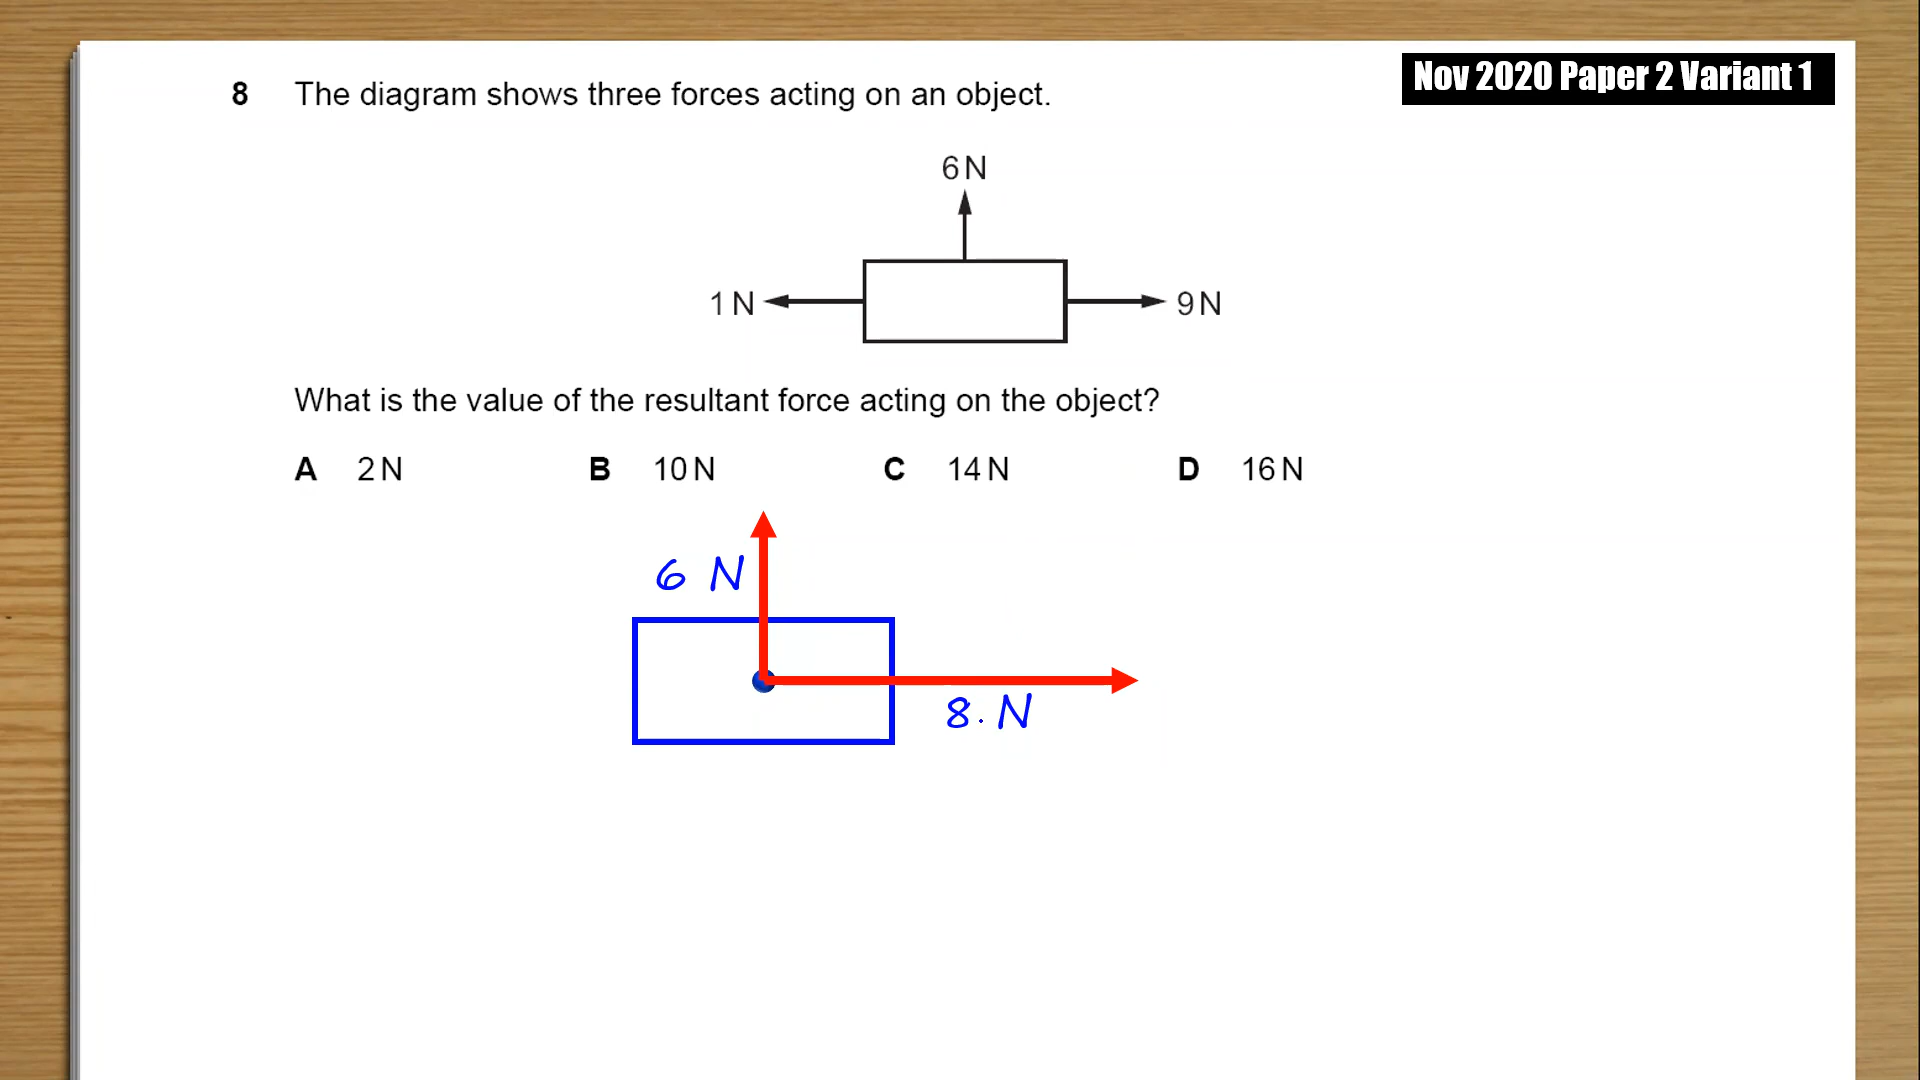 Nov 2020 Paper 2 Variant 1
8 The diagram shows three forces acting on an object.
6 N
1 N 9 N
What is the value of the resultant force acting on the object?
A 2 N B 10 N C 14 N D 16 N
6 N
8. N